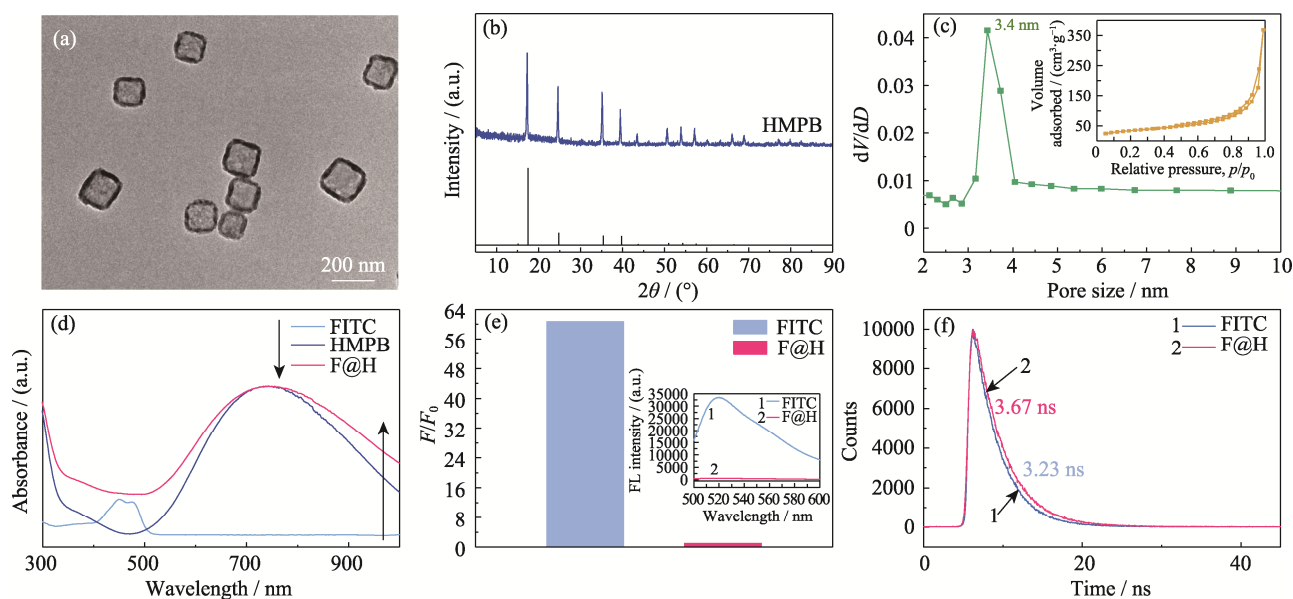 (a)
200 nm
(b)
Intensity / (a.u.)
HMPB
10 20 30 40 50 60 70 80 90
2θ / (°)
(c)
3.4 nm
dV/dD
0.04
0.03
0.02
0.01
0
2 3 4 5 6 7 8 9 10
Pore size / nm
Volume
adsorbed / (cm³·g⁻¹)
350
250
150
50
0 0.2 0.4 0.6 0.8 1.0
Relative pressure, p/p₀
(d)
FITC
HMPB
F@H
Absorbance / (a.u.)
300 500 700 900
Wavelength / nm
(e)
FITC
F@H
F/F₀
64
56
48
40
32
24
16
8
0
FL intensity / (a.u.)
35000
30000
25000
20000
15000
10000
5000
0
1 FITC
2 F@H
1
2
500 520 540 560 580 600
Wavelength / nm
(f)
1 FITC
2 F@H
Counts
10000
8000
6000
4000
2000
0
2
3.67 ns
3.23 ns
1
0 20 40
Time / ns